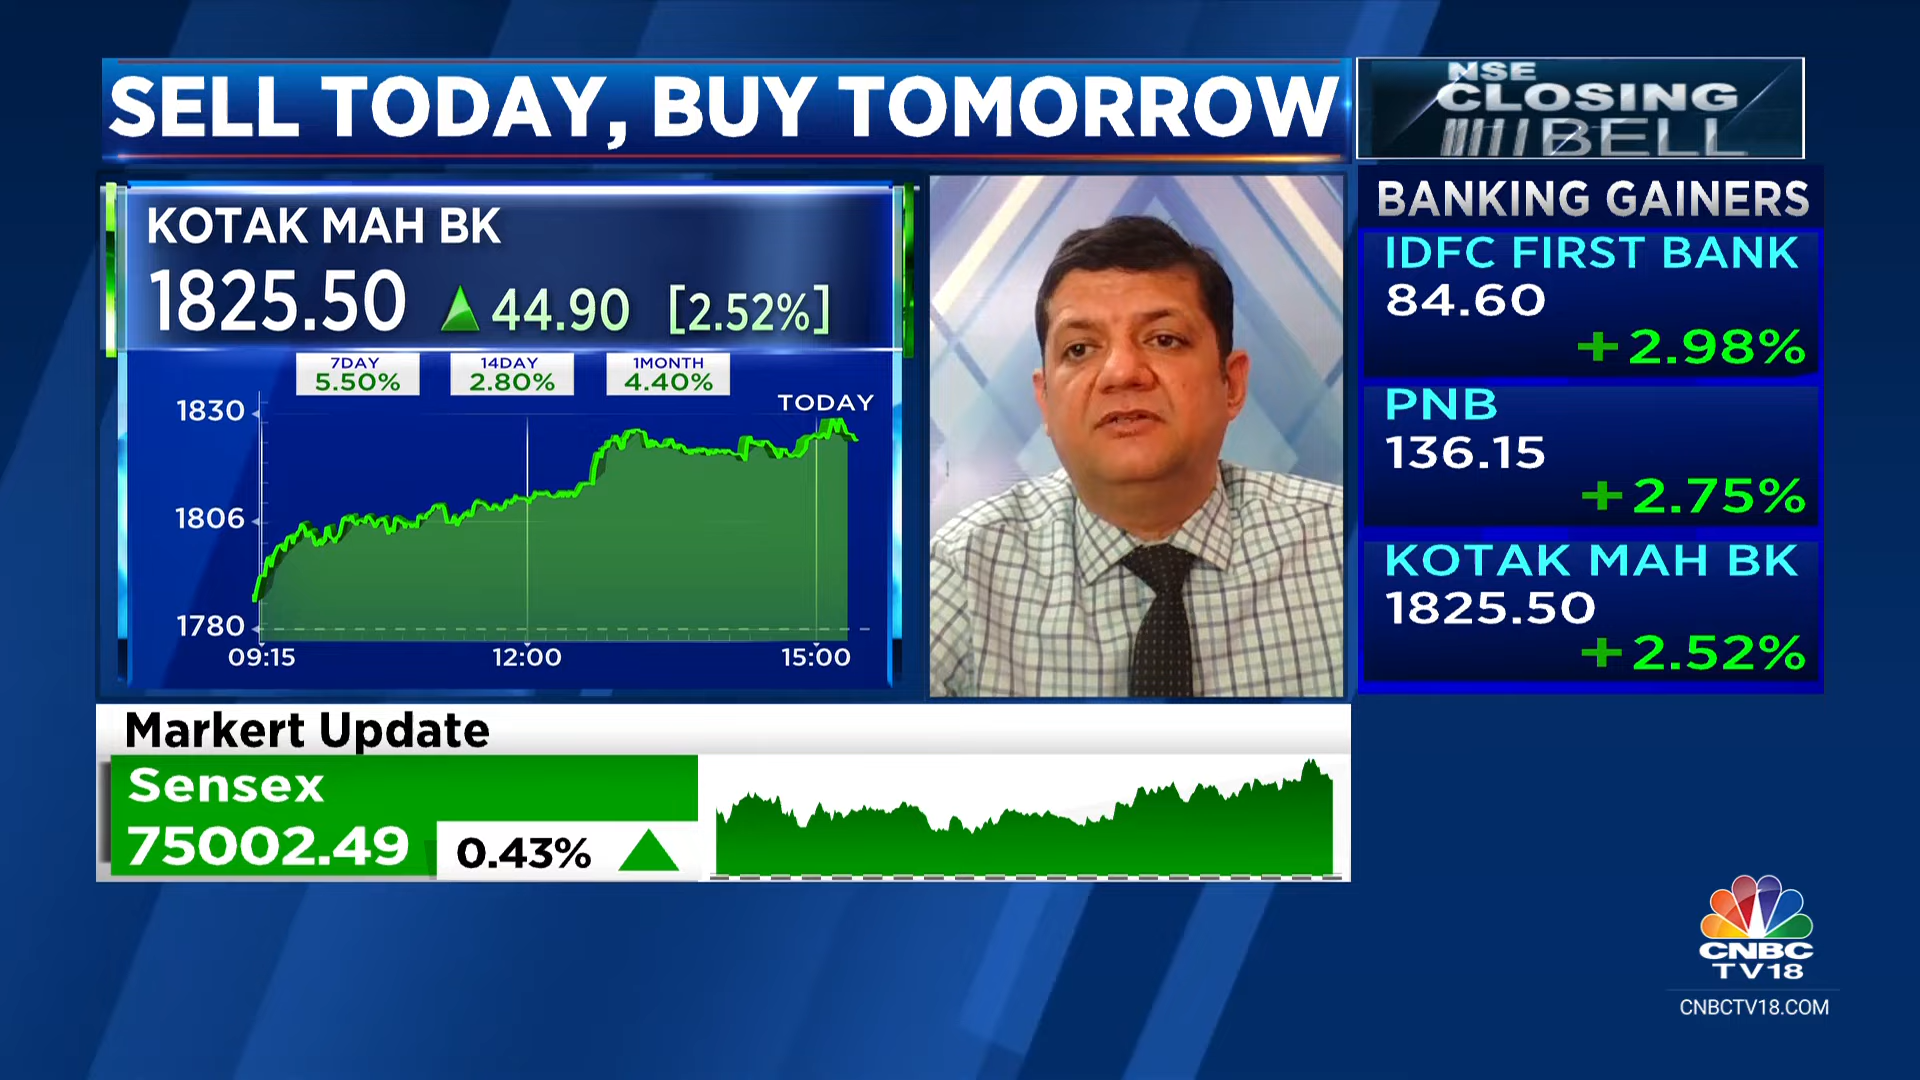 SELL TODAY, BUY TOMORROW
NSE
CLOSING
BELL
KOTAK MAH BK
1825.50 ▲ 44.90 [2.52%]
7DAY 14DAY 1MONTH
5.50% 2.80% 4.40%
TODAY
1830
1806
1780
09:15 12:00 15:00
BANKING GAINERS
IDFC FIRST BANK
84.60
+2.98%
PNB
136.15
+2.75%
KOTAK MAH BK
1825.50
+2.52%
Markert Update
Sensex
75002.49 0.43% ▲
CNBC
TV18
CNBCTV18.COM